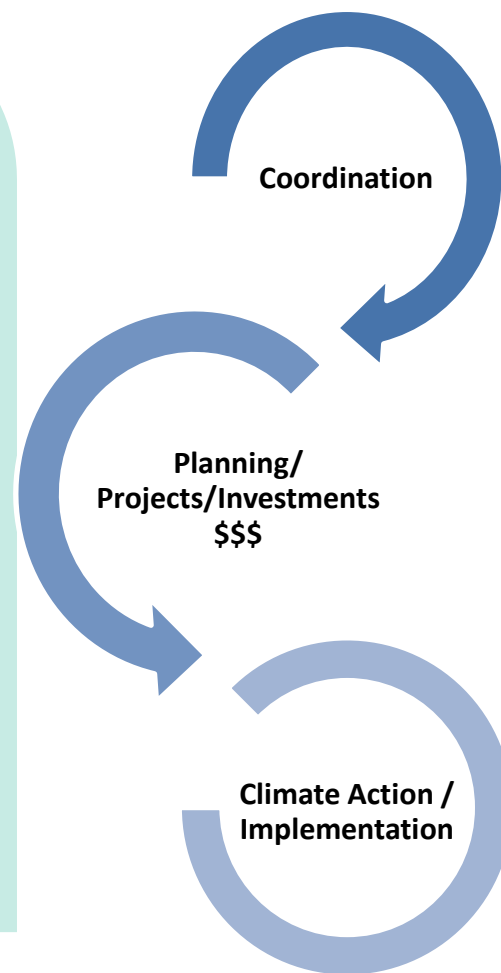 Coordination
Planning/
Projects/Investments
$$$
Climate Action /
Implementation